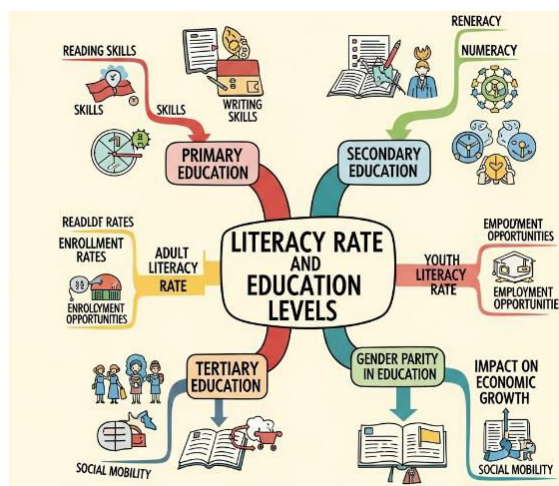 READING SKILLS
SKILLS
SKILLS
WRITING
SKILLS
PRIMARY
EDUCATION
RENERACY
NUMERACY
SECONDARY
EDUCATION
LITERACY RATE
AND
EDUCATION
LEVELS
READLDF RATES
ENROLLMENT
RATES
ADULT
LITERACY
RATE
ENROLOYMENT
OPPORTUNITIES
YOUTH
LITERACY
RATE
EMPOUYMENT
OPPORTUNITIES
EMPLOYMENT
OPPORTUNITIE
TERTIARY
EDUCATION
SOCIAL MOBILITY
GENDER PARITY
IN EDUCATION
IMPACT ON
ECONOMIC
GROWTH
SOCIAL MOBILITY